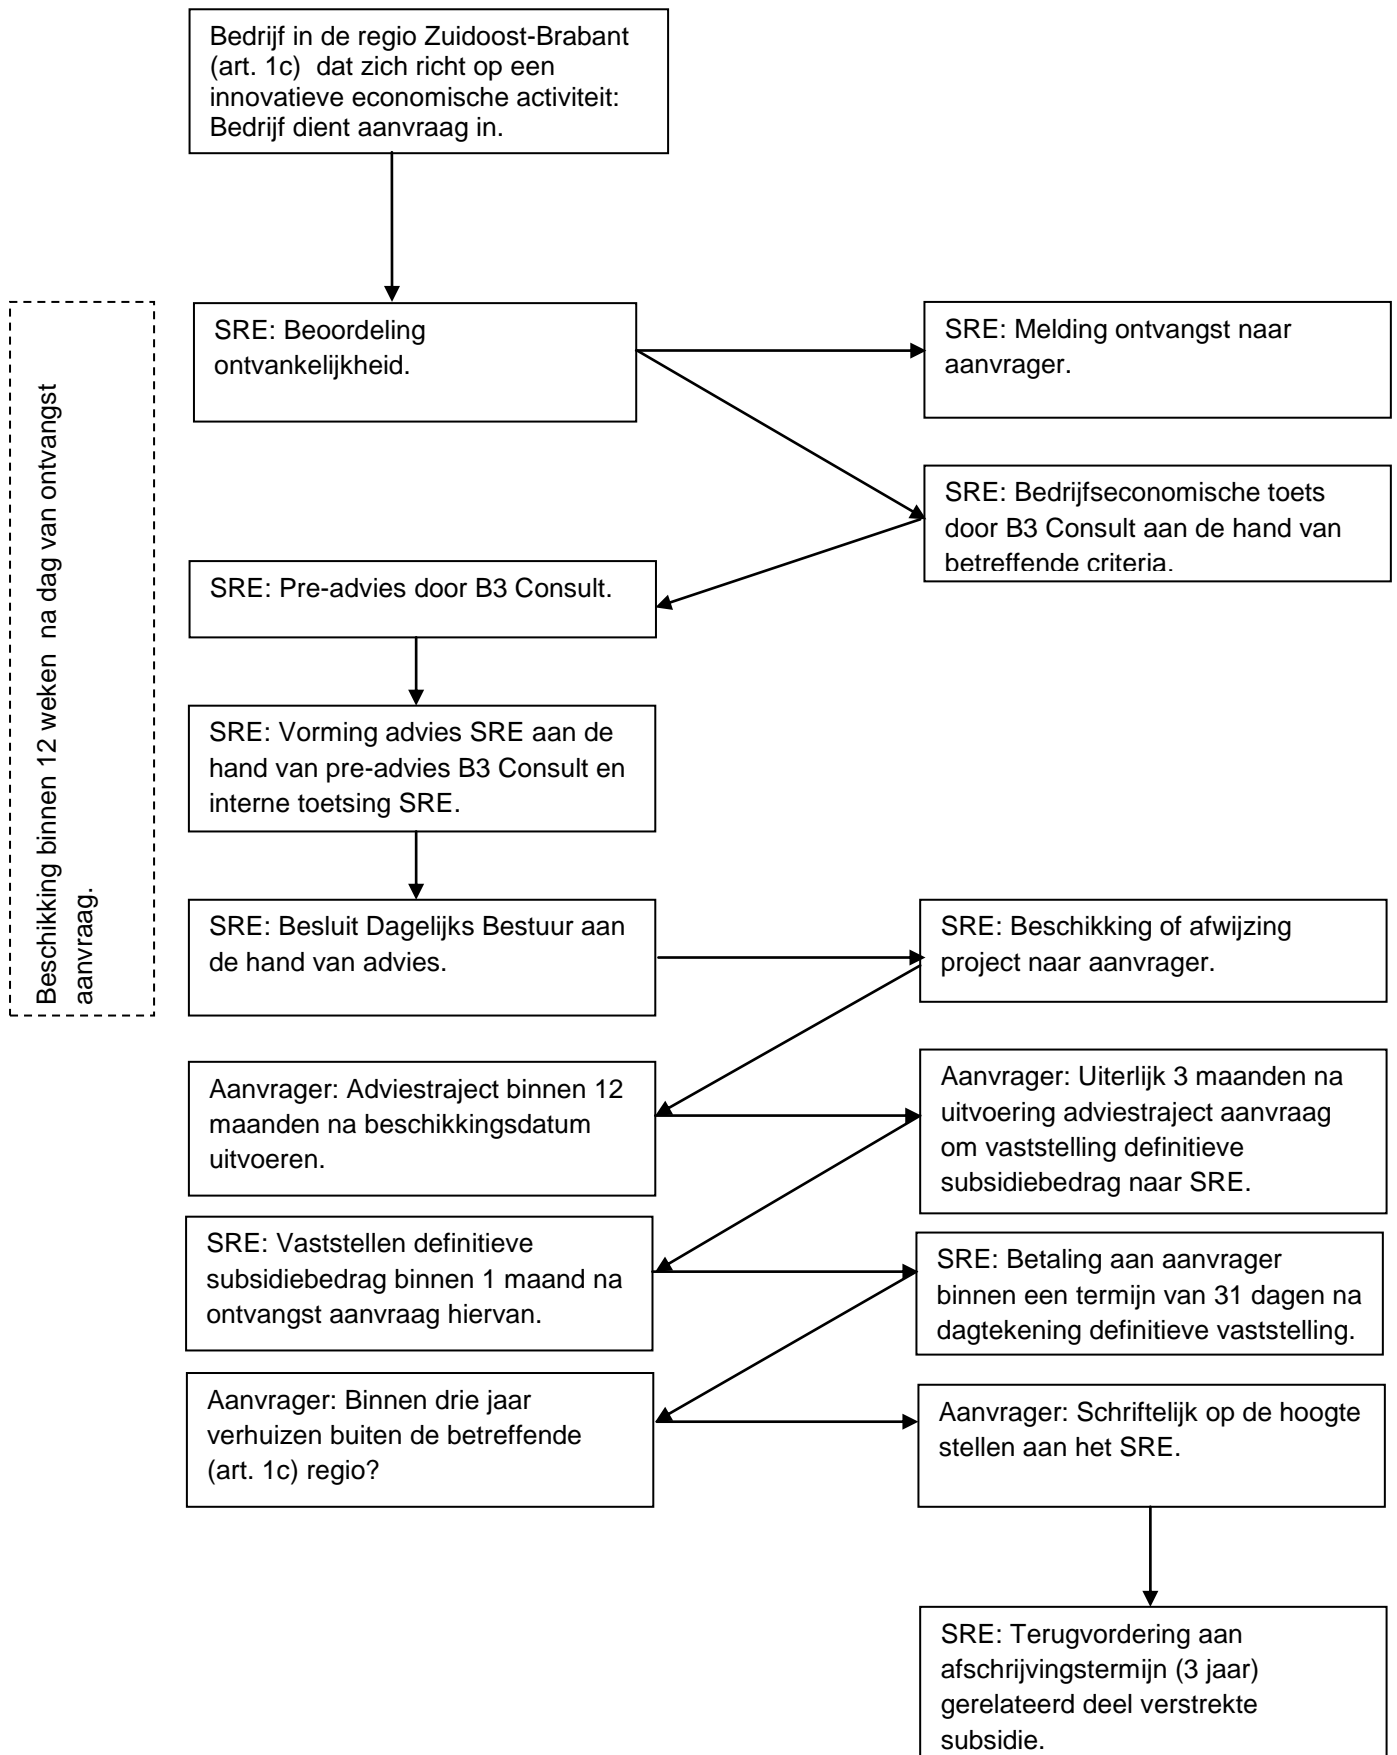 Bedrijf in de regio Zuidoost-Brabant
(art. 1c)  dat zich richt op een
innovatieve economische activiteit:
Bedrijf dient aanvraag in.
Beschikking binnen 12 weken  na dag van ontvangst
aanvraag.
SRE: Beoordeling
ontvankelijkheid.
SRE: Melding ontvangst naar
aanvrager.
SRE: Bedrijfseconomische toets
door B3 Consult aan de hand van
betreffende criteria.
SRE: Pre-advies door B3 Consult.
SRE: Vorming advies SRE aan de
hand van pre-advies B3 Consult en
interne toetsing SRE.
SRE: Besluit Dagelijks Bestuur aan
de hand van advies.
SRE: Beschikking of afwijzing
project naar aanvrager.
Aanvrager: Adviestraject binnen 12
maanden na beschikkingsdatum
uitvoeren.
Aanvrager: Uiterlijk 3 maanden na
uitvoering adviestraject aanvraag
om vaststelling definitieve
subsidiebedrag naar SRE.
SRE: Vaststellen definitieve
subsidiebedrag binnen 1 maand na
ontvangst aanvraag hiervan.
SRE: Betaling aan aanvrager
binnen een termijn van 31 dagen na
dagtekening definitieve vaststelling.
Aanvrager: Binnen drie jaar
verhuizen buiten de betreffende
(art. 1c) regio?
Aanvrager: Schriftelijk op de hoogte
stellen aan het SRE.
SRE: Terugvordering aan
afschrijvingstermijn (3 jaar)
gerelateerd deel verstrekte
subsidie.